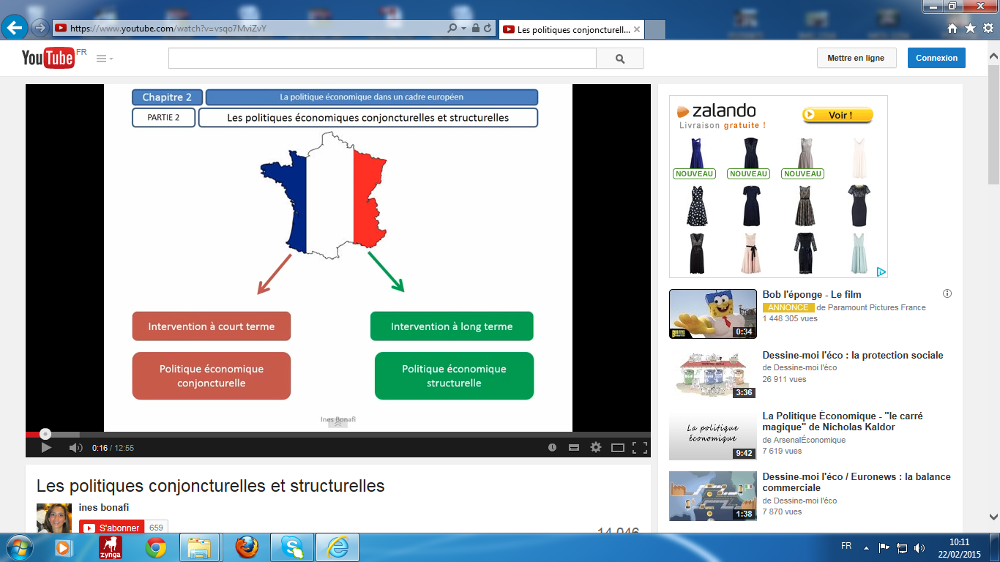 https://www.youtube.com/watch?v=vsqo7MviZvY
Les politiques conjoncturell...
YouTube FR
Mettre en ligne
Connexion
Chapitre 2
La politique économique dans un cadre européen
PARTIE 2
Les politiques économiques conjoncturelles et structurelles
Intervention à court terme
Intervention à long terme
Politique économique
conjoncturelle
Politique économique
structurelle
Ines Bonafi
0:16 / 12:55
Les politiques conjoncturelles et structurelles
ines bonafi
S'abonner
659
14 046
zalando
Livraison gratuite !
Voir !
NOUVEAU
NOUVEAU
NOUVEAU
Bob l'éponge - Le film
ANNONCE de Paramount Pictures France
1 448 305 vues
0:34
Dessine-moi l'éco : la protection sociale
de Dessine-moi l'éco
26 911 vues
3:36
La Politique Économique - "le carré
magique" de Nicholas Kaldor
de ArsenalÉconomique
7 619 vues
La politique
économique
9:42
Dessine-moi l'éco / Euronews : la balance
commerciale
de Dessine-moi l'éco
7 870 vues
1:38
zynga
FR
10:11
22/02/2015